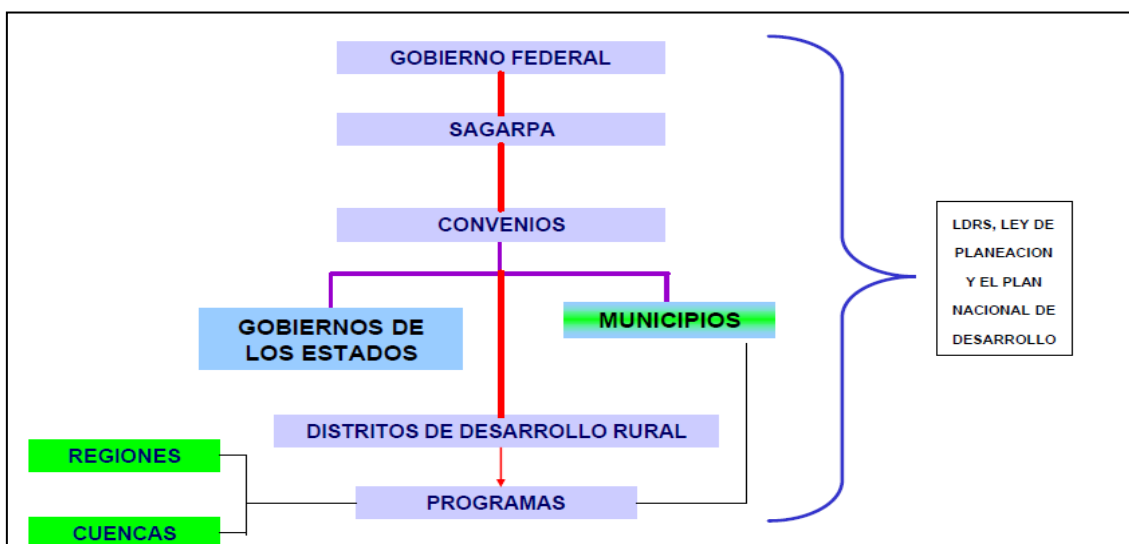 GOBIERNO FEDERAL
SAGARPA
CONVENIOS
GOBIERNOS DE
LOS ESTADOS
MUNICIPIOS
DISTRITOS DE DESARROLLO RURAL
REGIONES
PROGRAMAS
CUENCAS
LDRS, LEY DE
PLANEACION
Y EL PLAN
NACIONAL DE
DESARROLLO